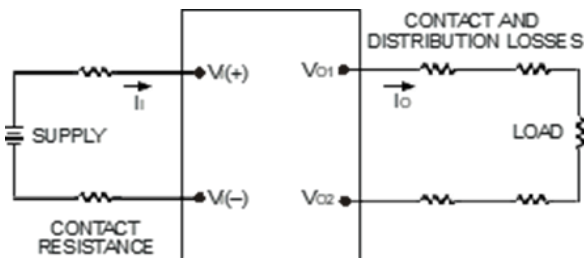 CONTACT AND
DISTRIBUTION LOSSES
VI(+)
VO1
II
IO
SUPPLY
LOAD
VI(–)
VO2
CONTACT
RESISTANCE